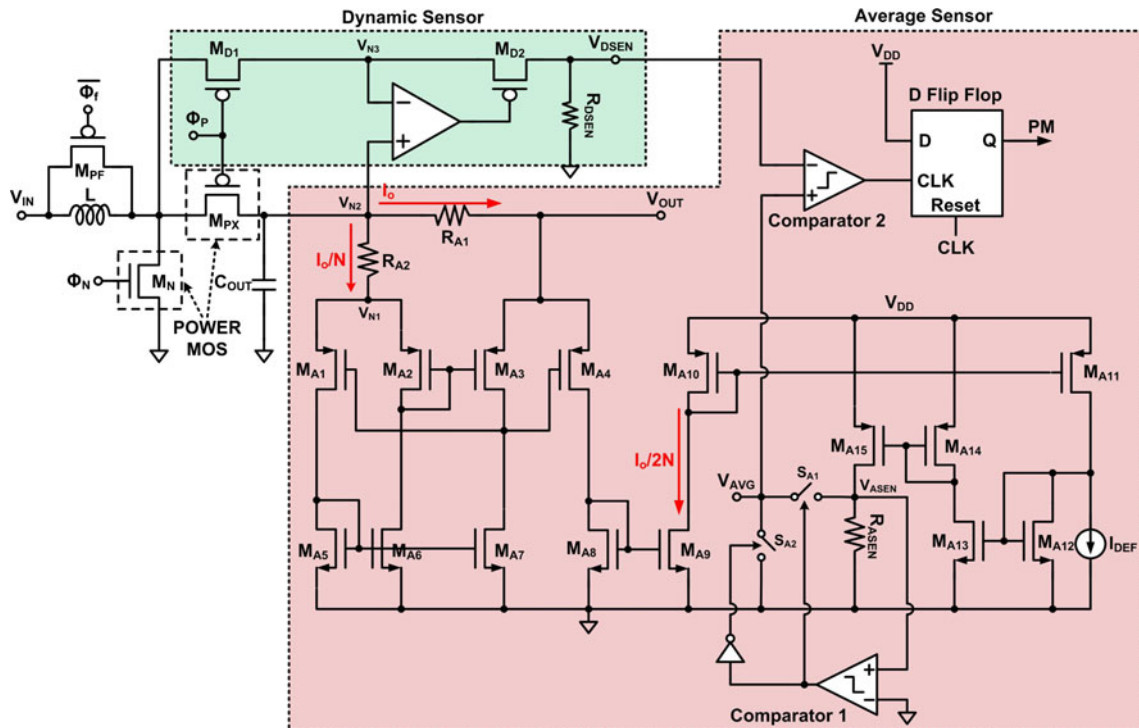 Dynamic Sensor
Average Sensor
M_D1
V_N3
M_D2
V_DSEN
V_DD
Φ_f
R_DSEN
D Flip Flop
Φ_P
−
+
D
Q
PM
CLK
Reset
CLK
−
+
Comparator 2
M_PF
V_IN
L
M_PX
V_N2
I_o
R_A1
V_OUT
Φ_N
M_N
C_OUT
I_o/N
R_A2
POWER
MOS
V_N1
V_DD
M_A1
M_A2
M_A3
M_A4
M_A10
M_A11
I_o/2N
M_A15
M_A14
V_AVG
S_A1
V_ASEN
M_A5
M_A6
M_A7
M_A8
M_A9
S_A2
R_ASEN
M_A13
M_A12
I_DEF
+
−
Comparator 1